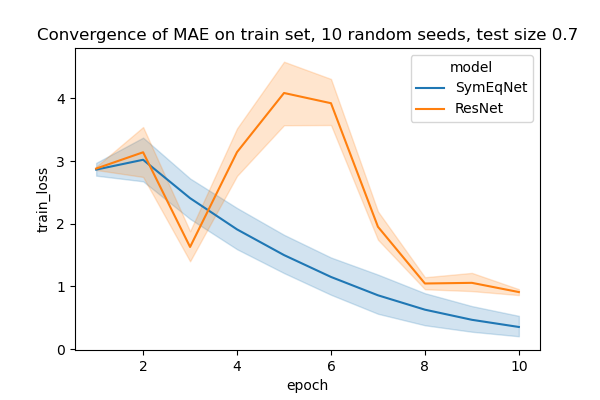 Convergence of MAE on train set, 10 random seeds, test size 0.7
model
SymEqNet
ResNet
train_loss
4
3
2
1
0
2
4
6
8
10
epoch